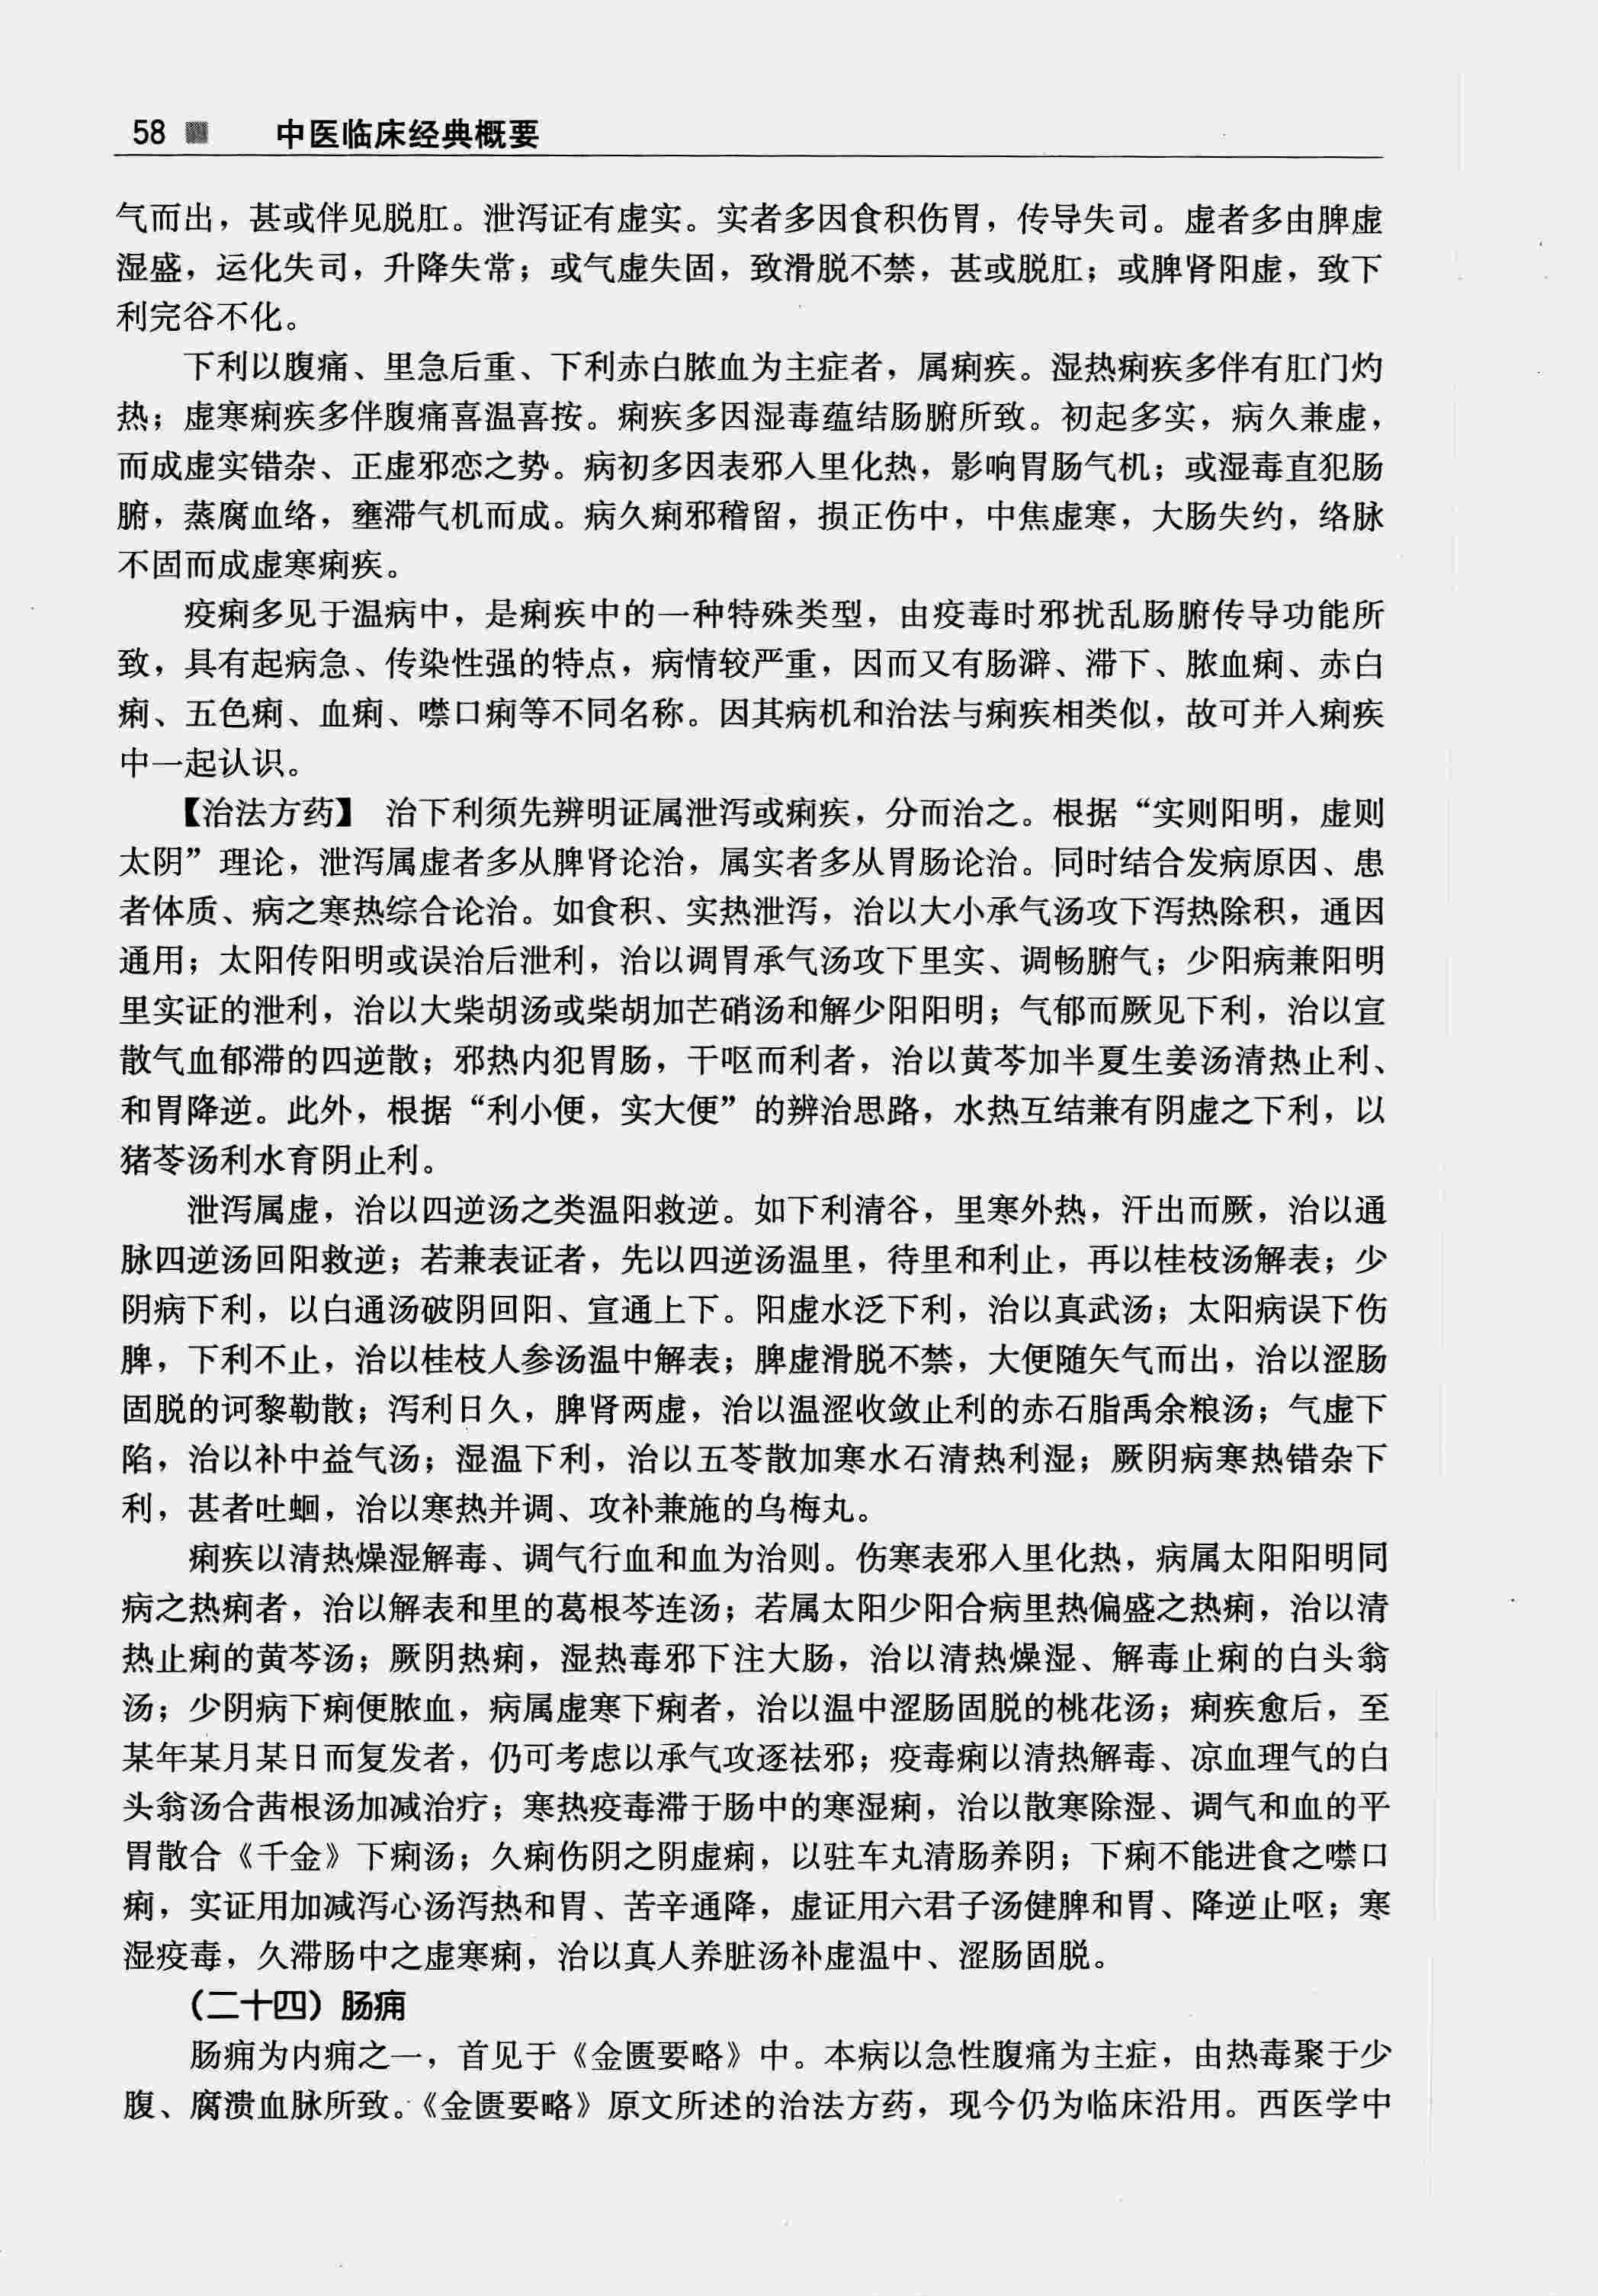 58 中医临床经典概要
气而出，甚或伴见脱肛。泄泻证有虚实。实者多因食积伤胃，传导失司。虚者多由脾虚
湿盛，运化失司，升降失常；或气虚失固，致滑脱不禁，甚或脱肛；或脾肾阳虚，致下
利完谷不化。
下利以腹痛、里急后重、下利赤白脓血为主症者，属痢疾。湿热痢疾多伴有肛门灼
热；虚寒痢疾多伴腹痛喜温喜按。痢疾多因湿毒蕴结肠腑所致。初起多实，病久兼虚，
而成虚实错杂、正虚邪恋之势。病初多因表邪入里化热，影响胃肠气机；或湿毒直犯肠
腑，蒸腐血络，壅滞气机而成。病久痢邪稽留，损正伤中，中焦虚寒，大肠失约，络脉
不固而成虚寒痢疾。
疫痢多见于温病中，是痢疾中的一种特殊类型，由疫毒时邪扰乱肠腑传导功能所
致，具有起病急、传染性强的特点，病情较严重，因而又有肠澼、滞下、脓血痢、赤白
痢、五色痢、血痢、噤口痢等不同名称。因其病机和治法与痢疾相类似，故可并入痢疾
中一起认识。
【治法方药】 治下利须先辨明证属泄泻或痢疾，分而治之。根据“实则阳明，虚则
太阴”理论，泄泻属虚者多从脾肾论治，属实者多从胃肠论治。同时结合发病原因、患
者体质、病之寒热综合论治。如食积、实热泄泻，治以大小承气汤攻下泻热除积，通因
通用；太阳传阳明或误治后泄利，治以调胃承气汤攻下里实、调畅腑气；少阳病兼阳明
里实证的泄利，治以大柴胡汤或柴胡加芒硝汤和解少阳阳明；气郁而厥见下利，治以宣
散气血郁滞的四逆散；邪热内犯胃肠，干呕而利者，治以黄芩加半夏生姜汤清热止利、
和胃降逆。此外，根据“利小便，实大便”的辨治思路，水热互结兼有阴虚之下利，以
猪苓汤利水育阴止利。
泄泻属虚，治以四逆汤之类温阳救逆。如下利清谷，里寒外热，汗出而厥，治以通
脉四逆汤回阳救逆；若兼表证者，先以四逆汤温里，待里和利止，再以桂枝汤解表；少
阴病下利，以白通汤破阴回阳、宣通上下。阳虚水泛下利，治以真武汤；太阳病误下伤
脾，下利不止，治以桂枝人参汤温中解表；脾虚滑脱不禁，大便随矢气而出，治以涩肠
固脱的诃黎勒散；泻利日久，脾肾两虚，治以温涩收敛止利的赤石脂禹余粮汤；气虚下
陷，治以补中益气汤；湿温下利，治以五苓散加寒水石清热利湿；厥阴病寒热错杂下
利，甚者吐蛔，治以寒热并调、攻补兼施的乌梅丸。
痢疾以清热燥湿解毒、调气行血和血为治则。伤寒表邪入里化热，病属太阳阳明同
病之热痢者，治以解表和里的葛根芩连汤；若属太阳少阳合病里热偏盛之热痢，治以清
热止痢的黄芩汤；厥阴热痢，湿热毒邪下注大肠，治以清热燥湿、解毒止痢的白头翁
汤；少阴病下痢便脓血，病属虚寒下痢者，治以温中涩肠固脱的桃花汤；痢疾愈后，至
某年某月某日而复发者，仍可考虑以承气攻逐祛邪；疫毒痢以清热解毒、凉血理气的白
头翁汤合茜根汤加减治疗；寒热疫毒滞于肠中的寒湿痢，治以散寒除湿、调气和血的平
胃散合《千金》下痢汤；久痢伤阴之阴虚痢，以驻车丸清肠养阴；下痢不能进食之噤口
痢，实证用加减泻心汤泻热和胃、苦辛通降，虚证用六君子汤健脾和胃、降逆止呕；寒
湿疫毒，久滞肠中之虚寒痢，治以真人养脏汤补虚温中、涩肠固脱。
（二十四）肠痈
肠痈为内痈之一，首见于《金匮要略》中。本病以急性腹痛为主症，由热毒聚于少
腹、腐溃血脉所致。《金匮要略》原文所述的治法方药，现今仍为临床沿用。西医学中